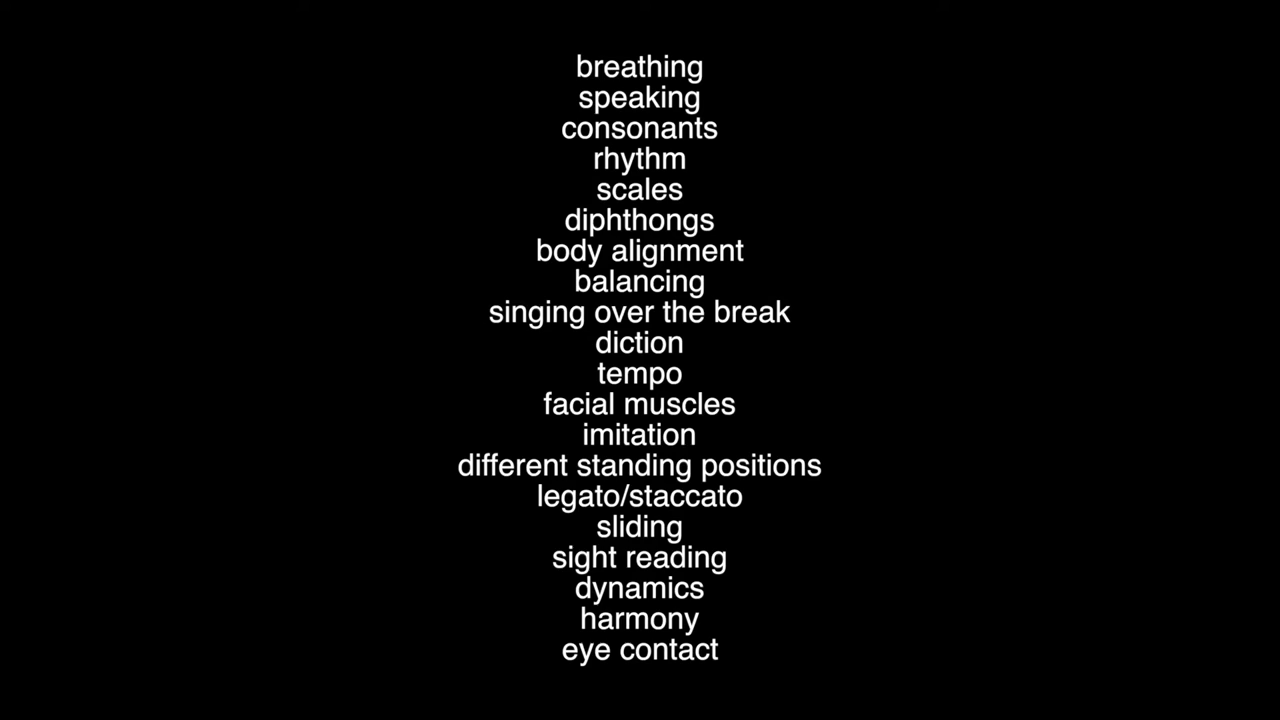 breathing
speaking
consonants
rhythm
scales
diphthongs
body alignment
balancing
singing over the break
diction
tempo
facial muscles
imitation
different standing positions
legato/staccato
sliding
sight reading
dynamics
harmony
eye contact